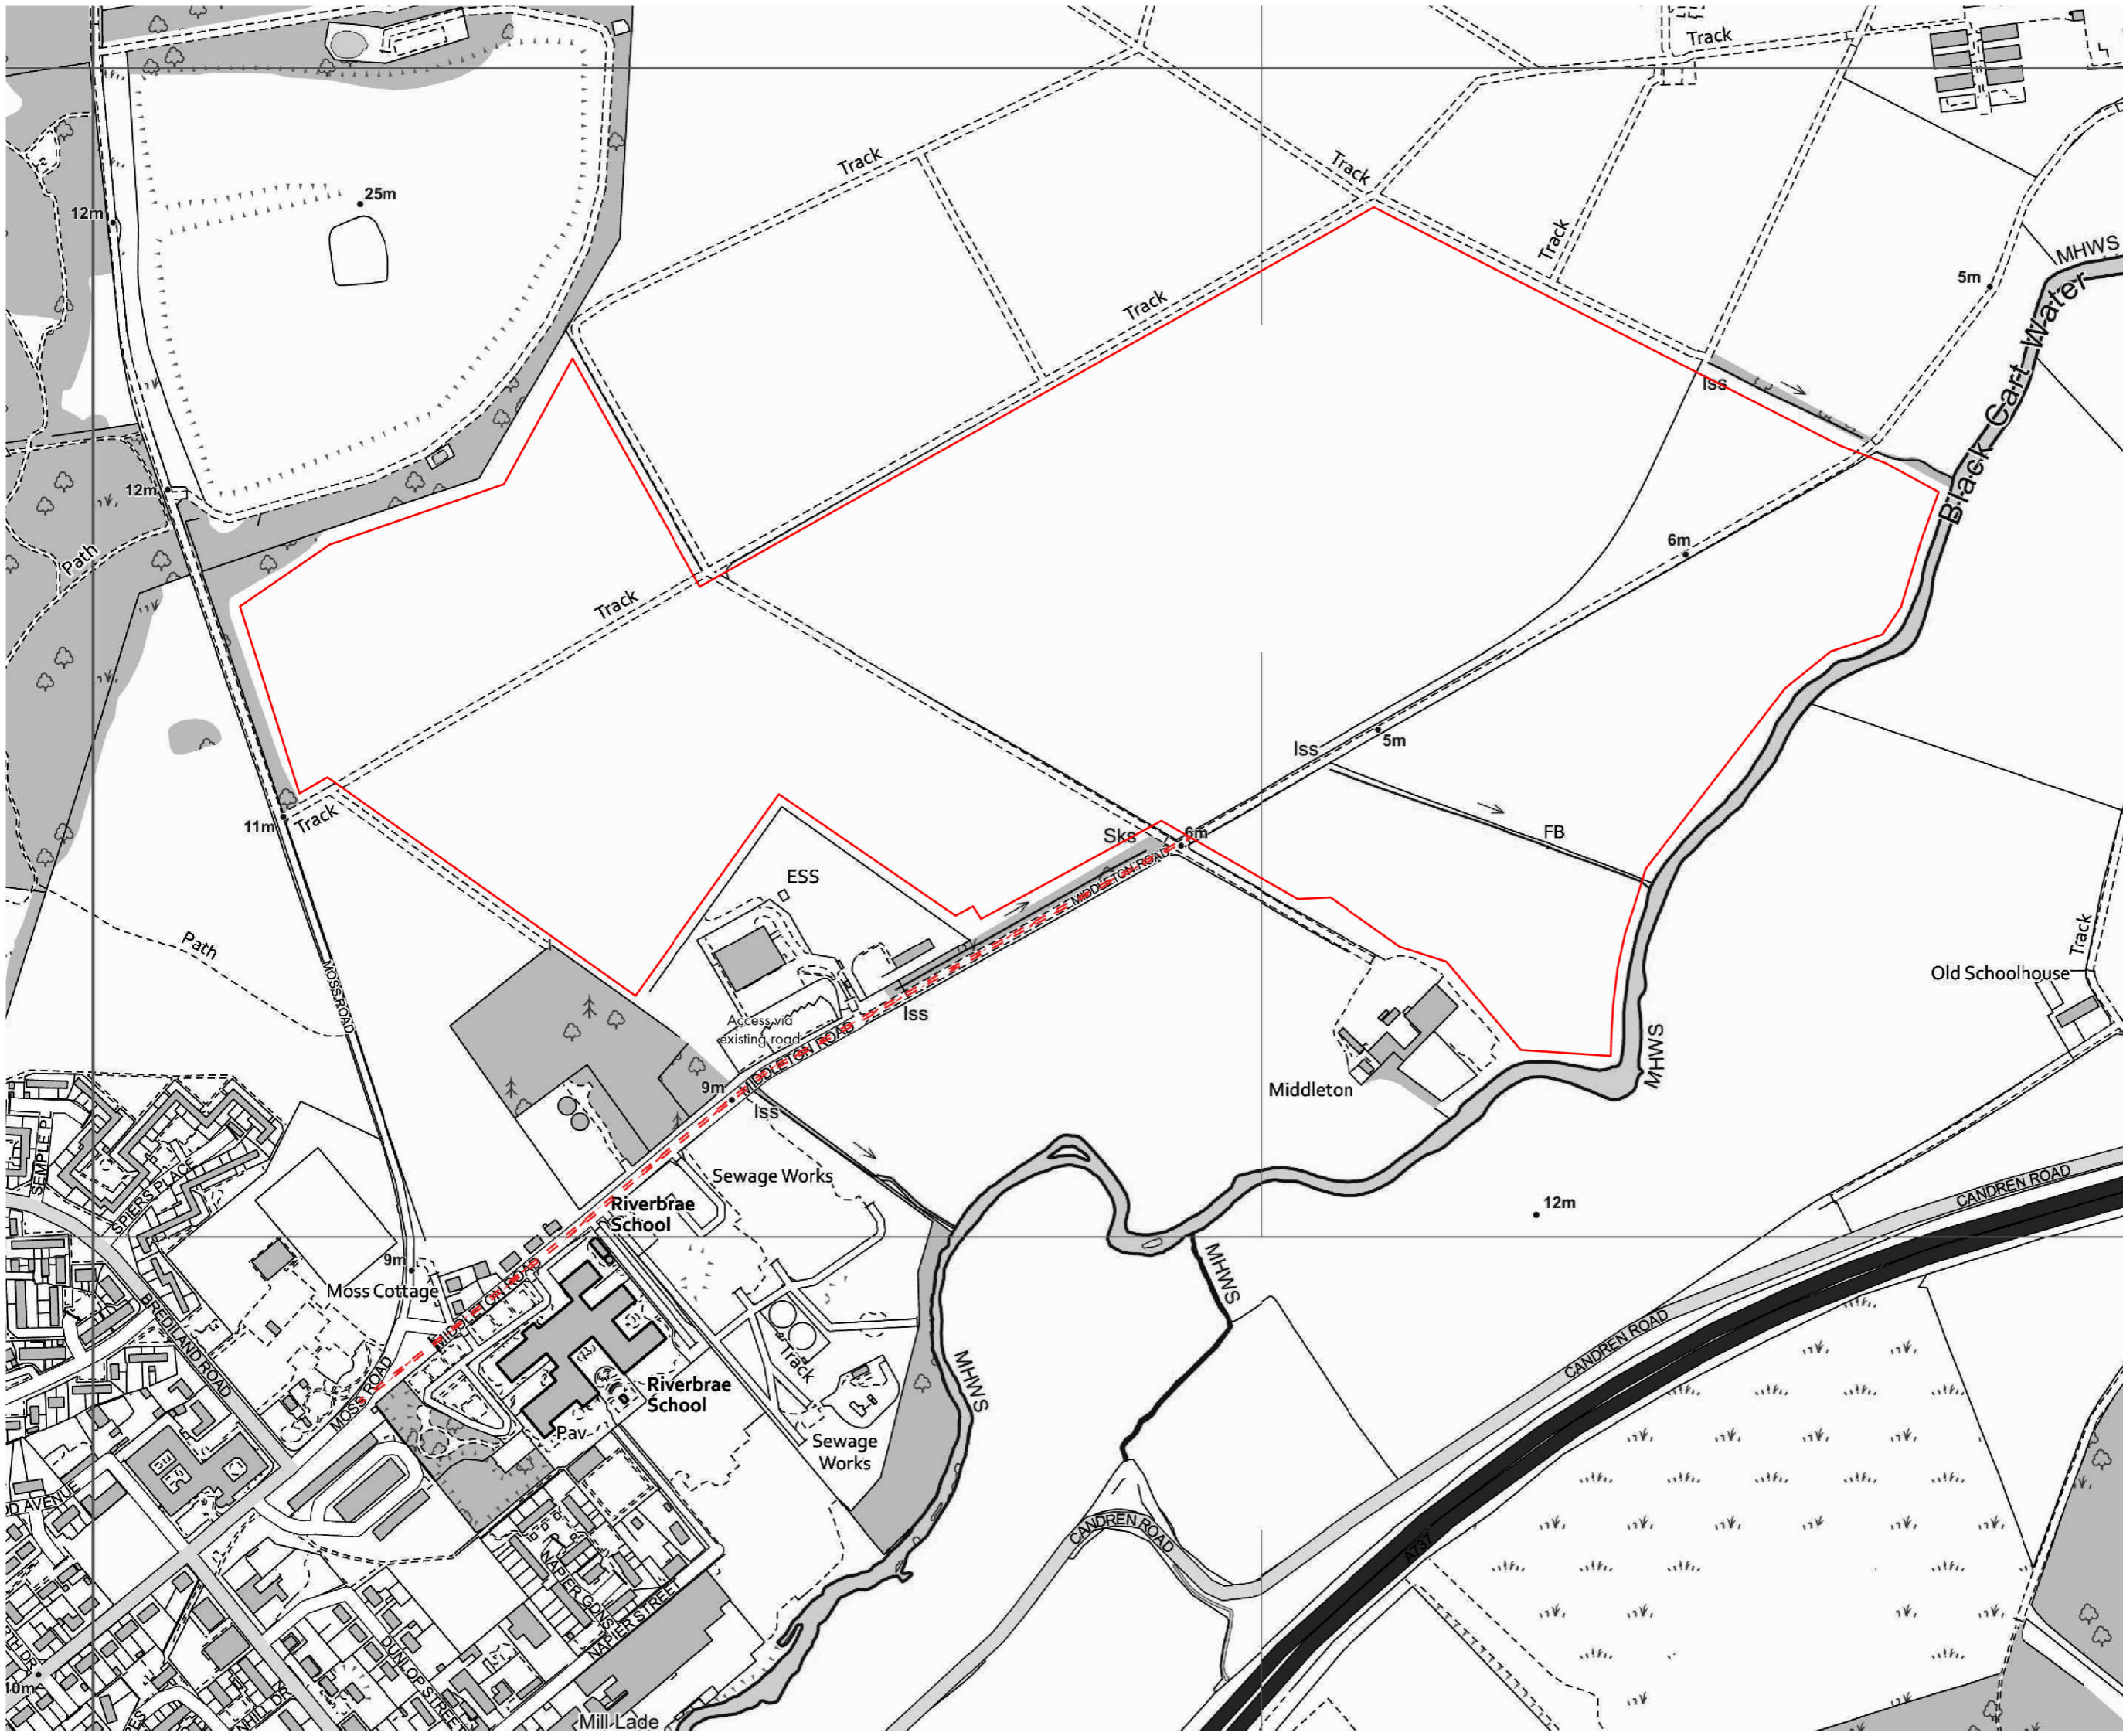 Track
25m
12m
Track
Track
MHWS
Track
5m
Track
Black Cart Water
Iss
12m
Path
6m
Track
Iss
5m
11m
Track
Sks
6m
FB
MIDDLETON ROAD
ESS
Path
Track
MOSS ROAD
Old Schoolhouse
Iss
Access via
existing road
MIDDLETON ROAD
MHWS
9m
Iss
Middleton
SEMPLE PL
SPIERS PLACE
Sewage Works
CANDREN ROAD
Riverbrae
School
12m
9m
Moss Cottage
MHWS
MIDDLETON ROAD
BREDILAND ROAD
CANDREN ROAD
Track
MOSS ROAD
Riverbrae
School
MHWS
Pav
Sewage
Works
OD AVENUE
CANDREN ROAD
A737
NAPIER GDNS
NAPIER STREET
DUNLOP STREET
10m
Mill Lade